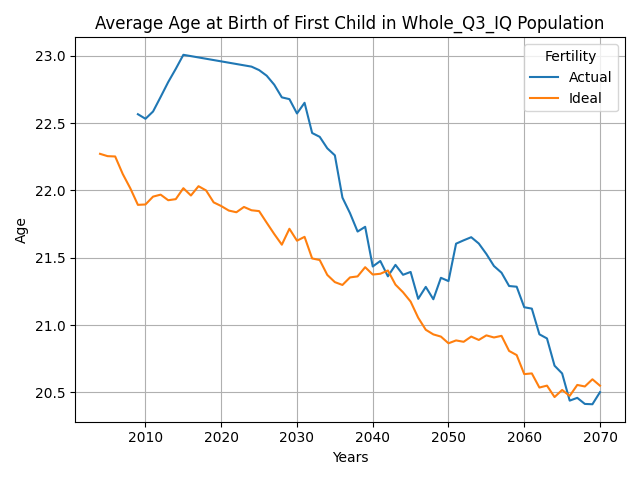 Average Age at Birth of First Child in Whole_Q3_IQ Population
Fertility
Actual
Ideal
Age
23.0
22.5
22.0
21.5
21.0
20.5
2010 2020 2030 2040 2050 2060 2070
Years